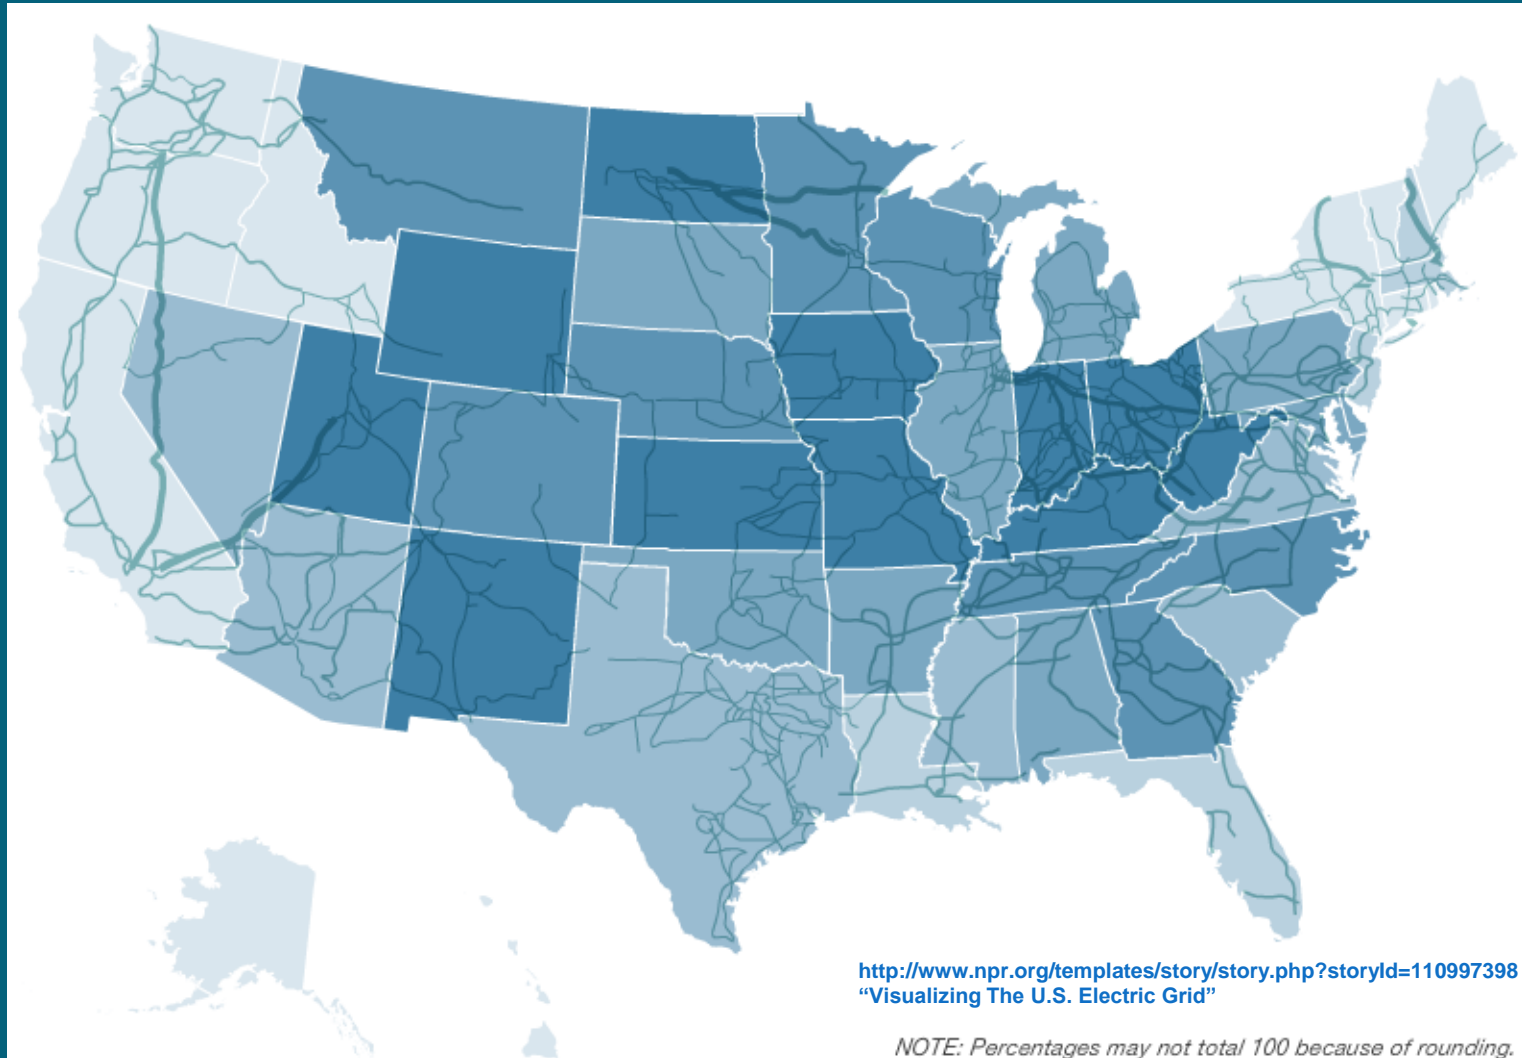 http://www.npr.org/templates/story/story.php?storyId=110997398
“Visualizing The U.S. Electric Grid”
NOTE: Percentages may not total 100 because of rounding.